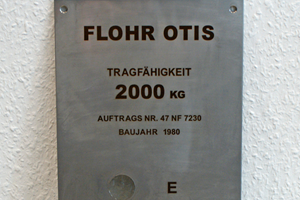 FLOHR OTIS
TRAGFÄHIGKEIT
2000 KG
AUFTRAGS NR. 47 NF 7230
BAUJAHR 1980
E